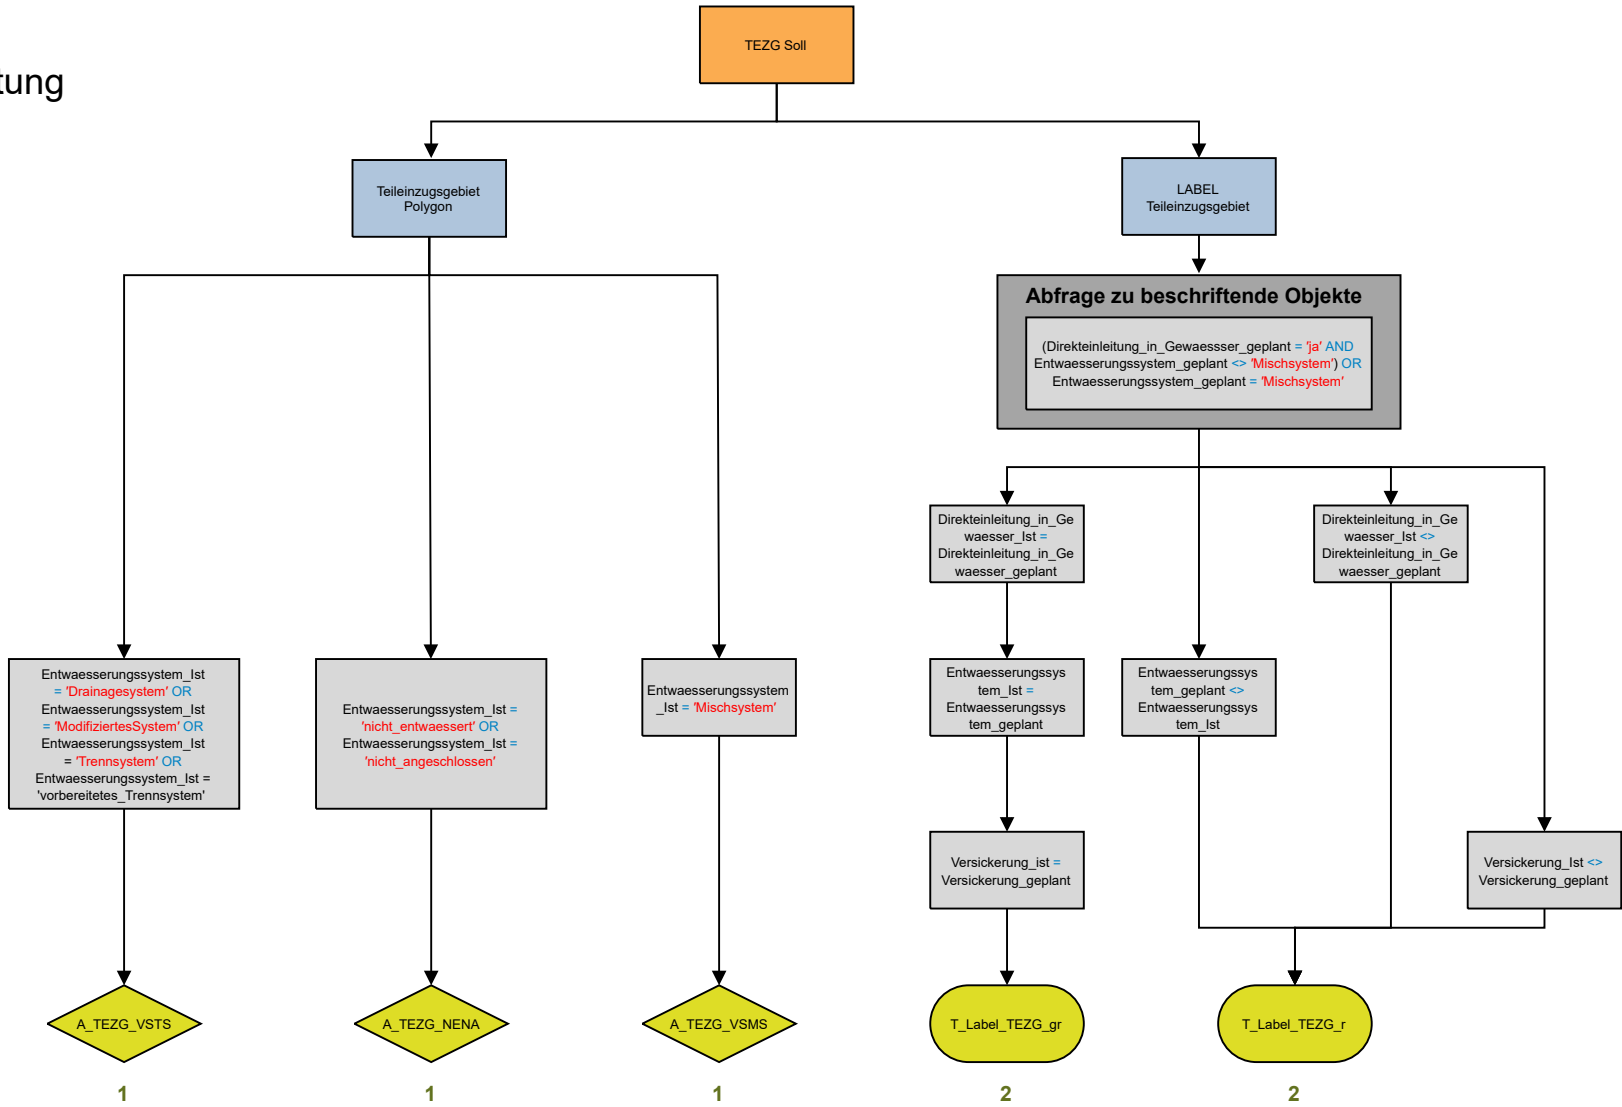 TEZG Soll
tung
Teileinzugsgebiet
Polygon
LABEL
Teileinzugsgebiet
Abfrage zu beschriftende Objekte
(Direkteinleitung_in_Gewaessser_geplant = 'ja' AND
Entwaesserungssystem_geplant <> 'Mischsystem') OR
Entwaesserungssystem_geplant = 'Mischsystem'
Direkteinleitung_in_Ge
waesser_Ist =
Direkteinleitung_in_Ge
waesser_geplant
Direkteinleitung_in_Ge
waesser_Ist <>
Direkteinleitung_in_Ge
waesser_geplant
Entwaesserungssystem_Ist
= 'Drainagesystem' OR
Entwaesserungssystem_Ist
= 'ModifiziertesSystem' OR
Entwaesserungssystem_Ist
= 'Trennsystem' OR
Entwaesserungssystem_Ist =
'vorbereitetes_Trennsystem'
Entwaesserungssystem_Ist =
'nicht_entwaessert' OR
Entwaesserungssystem_Ist =
'nicht_angeschlossen'
Entwaesserungssystem
_Ist = 'Mischsystem'
Entwaesserungssys
tem_Ist =
Entwaesserungssys
tem_geplant
Entwaesserungssys
tem_geplant <>
Entwaesserungssys
tem_Ist
Versickerung_ist =
Versickerung_geplant
Versickerung_Ist <>
Versickerung_geplant
A_TEZG_VSTS
A_TEZG_NENA
A_TEZG_VSMS
T_Label_TEZG_gr
T_Label_TEZG_r
1
1
1
2
2